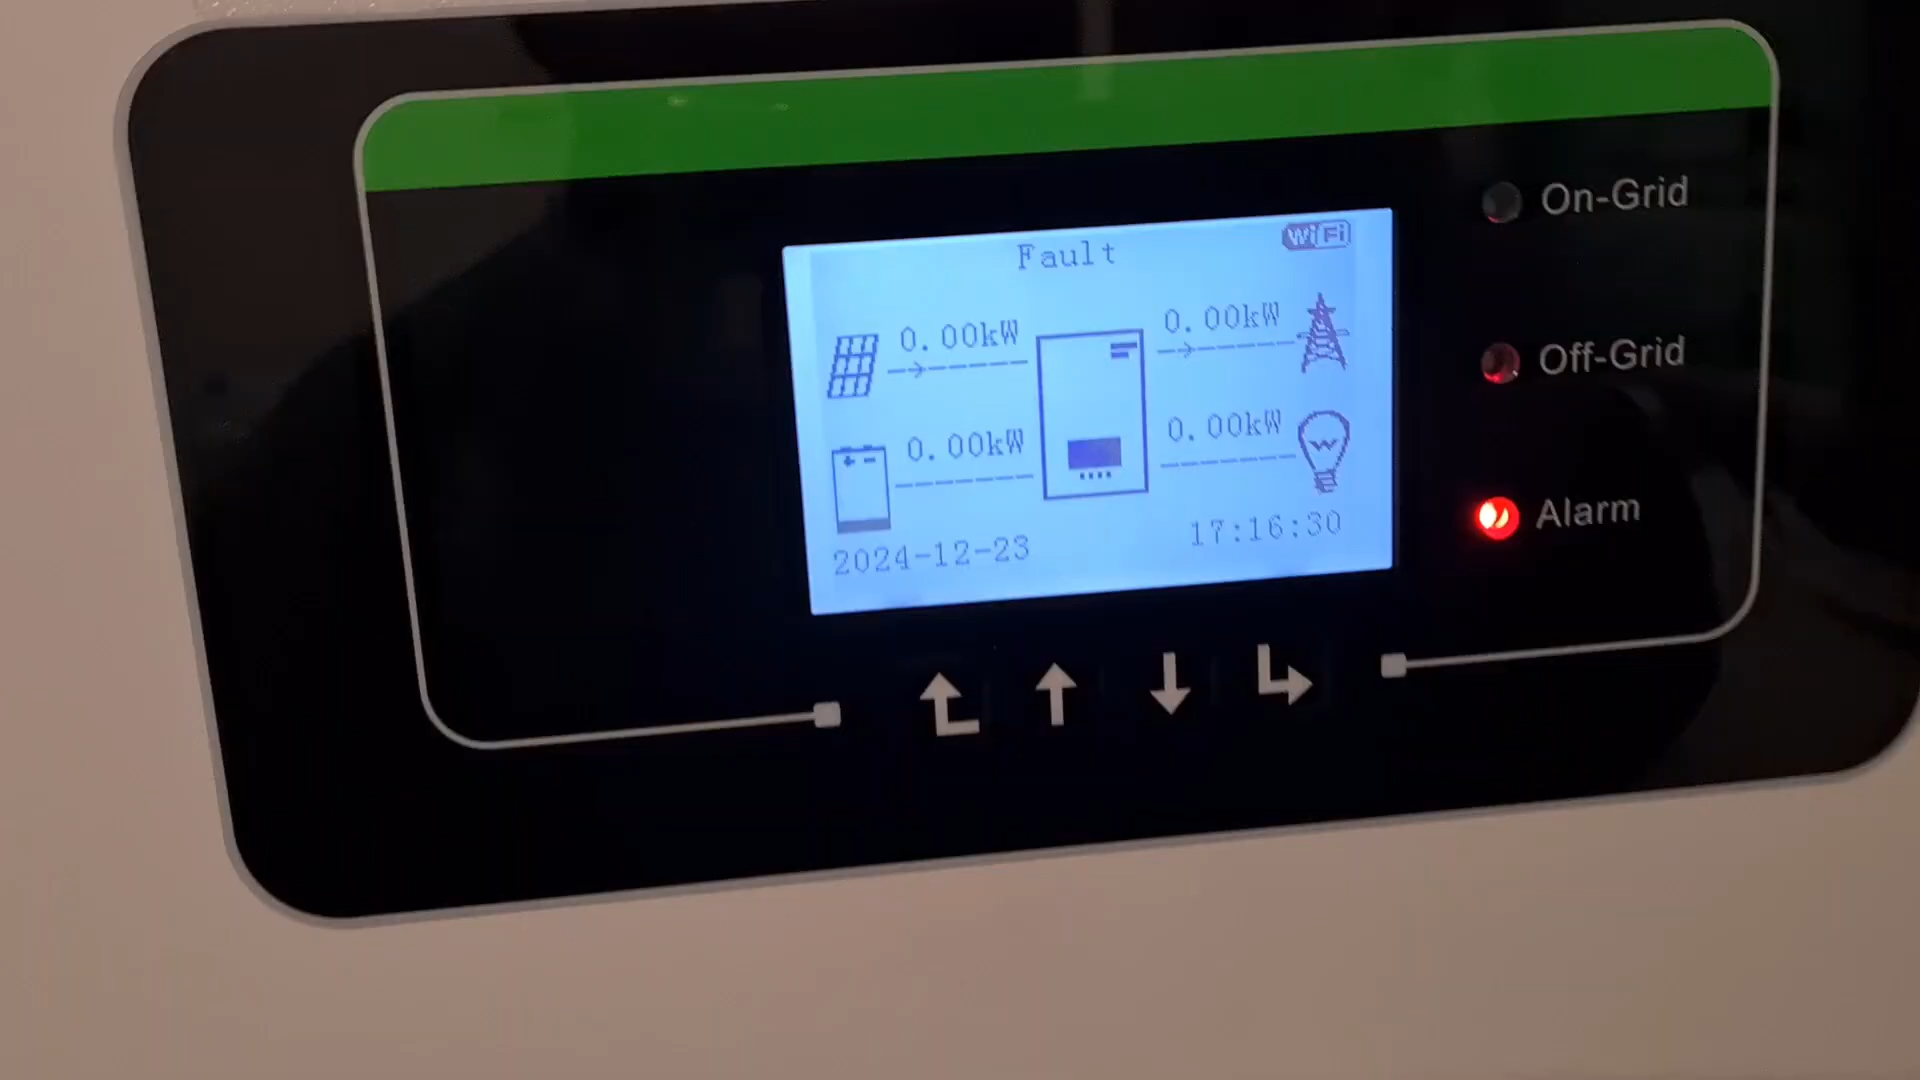 Fault
WiFi
0.00kW
0.00kW
0.00kW
0.00kW
2024-12-23
17:16:30
On-Grid
Off-Grid
Alarm